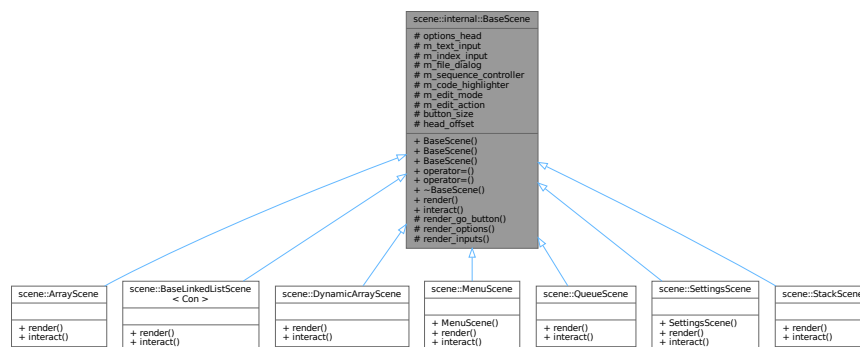 scene::internal::BaseScene
# options_head
# m_text_input
# m_index_input
# m_file_dialog
# m_sequence_controller
# m_code_highlighter
# m_edit_mode
# m_edit_action
# button_size
# head_offset
+ BaseScene()
+ BaseScene()
+ BaseScene()
+ operator=()
+ operator=()
+ ~BaseScene()
+ render()
+ interact()
# render_go_button()
# render_options()
# render_inputs()
scene::ArrayScene
+ render()
+ interact()
scene::BaseLinkedListScene
< Con >
+ render()
+ interact()
scene::DynamicArrayScene
+ render()
+ interact()
scene::MenuScene
+ MenuScene()
+ render()
+ interact()
scene::QueueScene
+ render()
+ interact()
scene::SettingsScene
+ SettingsScene()
+ render()
+ interact()
scene::StackScene
+ render()
+ interact()